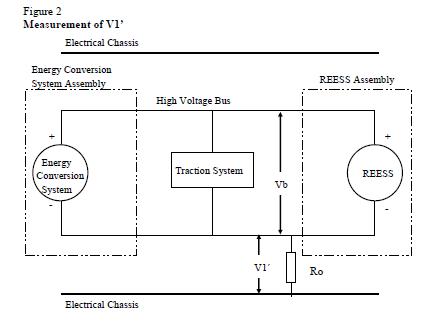 Figure 2
Measurement of V1’
Electrical Chassis
Energy Conversion
System Assembly
REESS Assembly
High Voltage Bus
+
+
Energy
Conversion
System
Traction System
REESS
Vb
-
-
V1´
Ro
Electrical Chassis